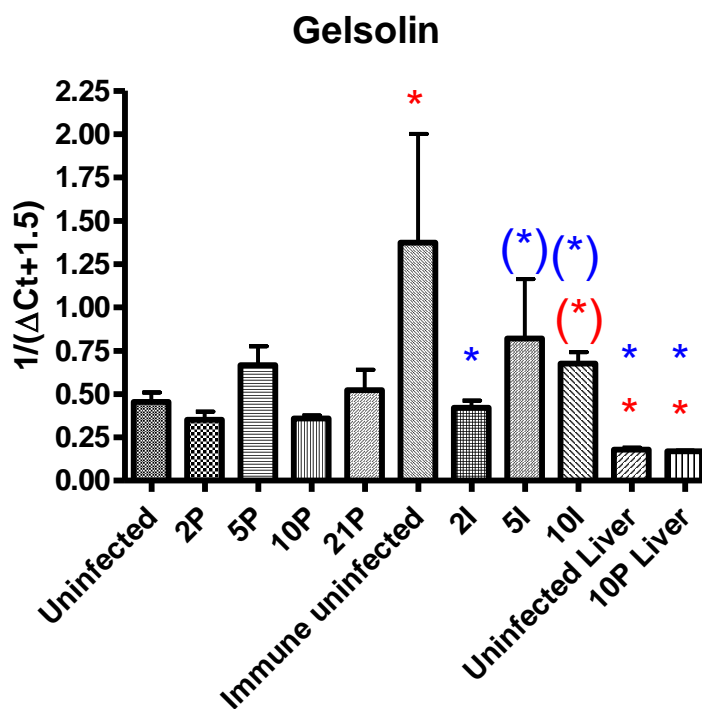 Gelsolin
1/(ΔCt+1.5)
2.25
2.00
1.75
1.50
1.25
1.00
0.75
0.50
0.25
0.00
*
(*) (*)
(*)
* * *
* *
Uninfected
2P
5P
10P
21P
Immune uninfected
2I
5I
10I
Uninfected Liver
10P Liver